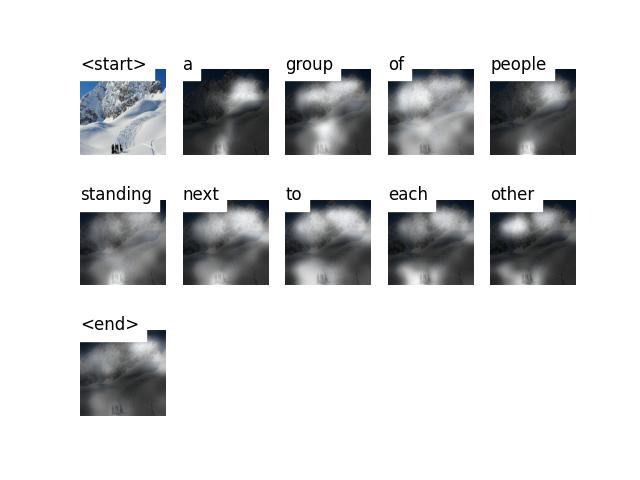 <start> a group of people
standing next to each other
<end>